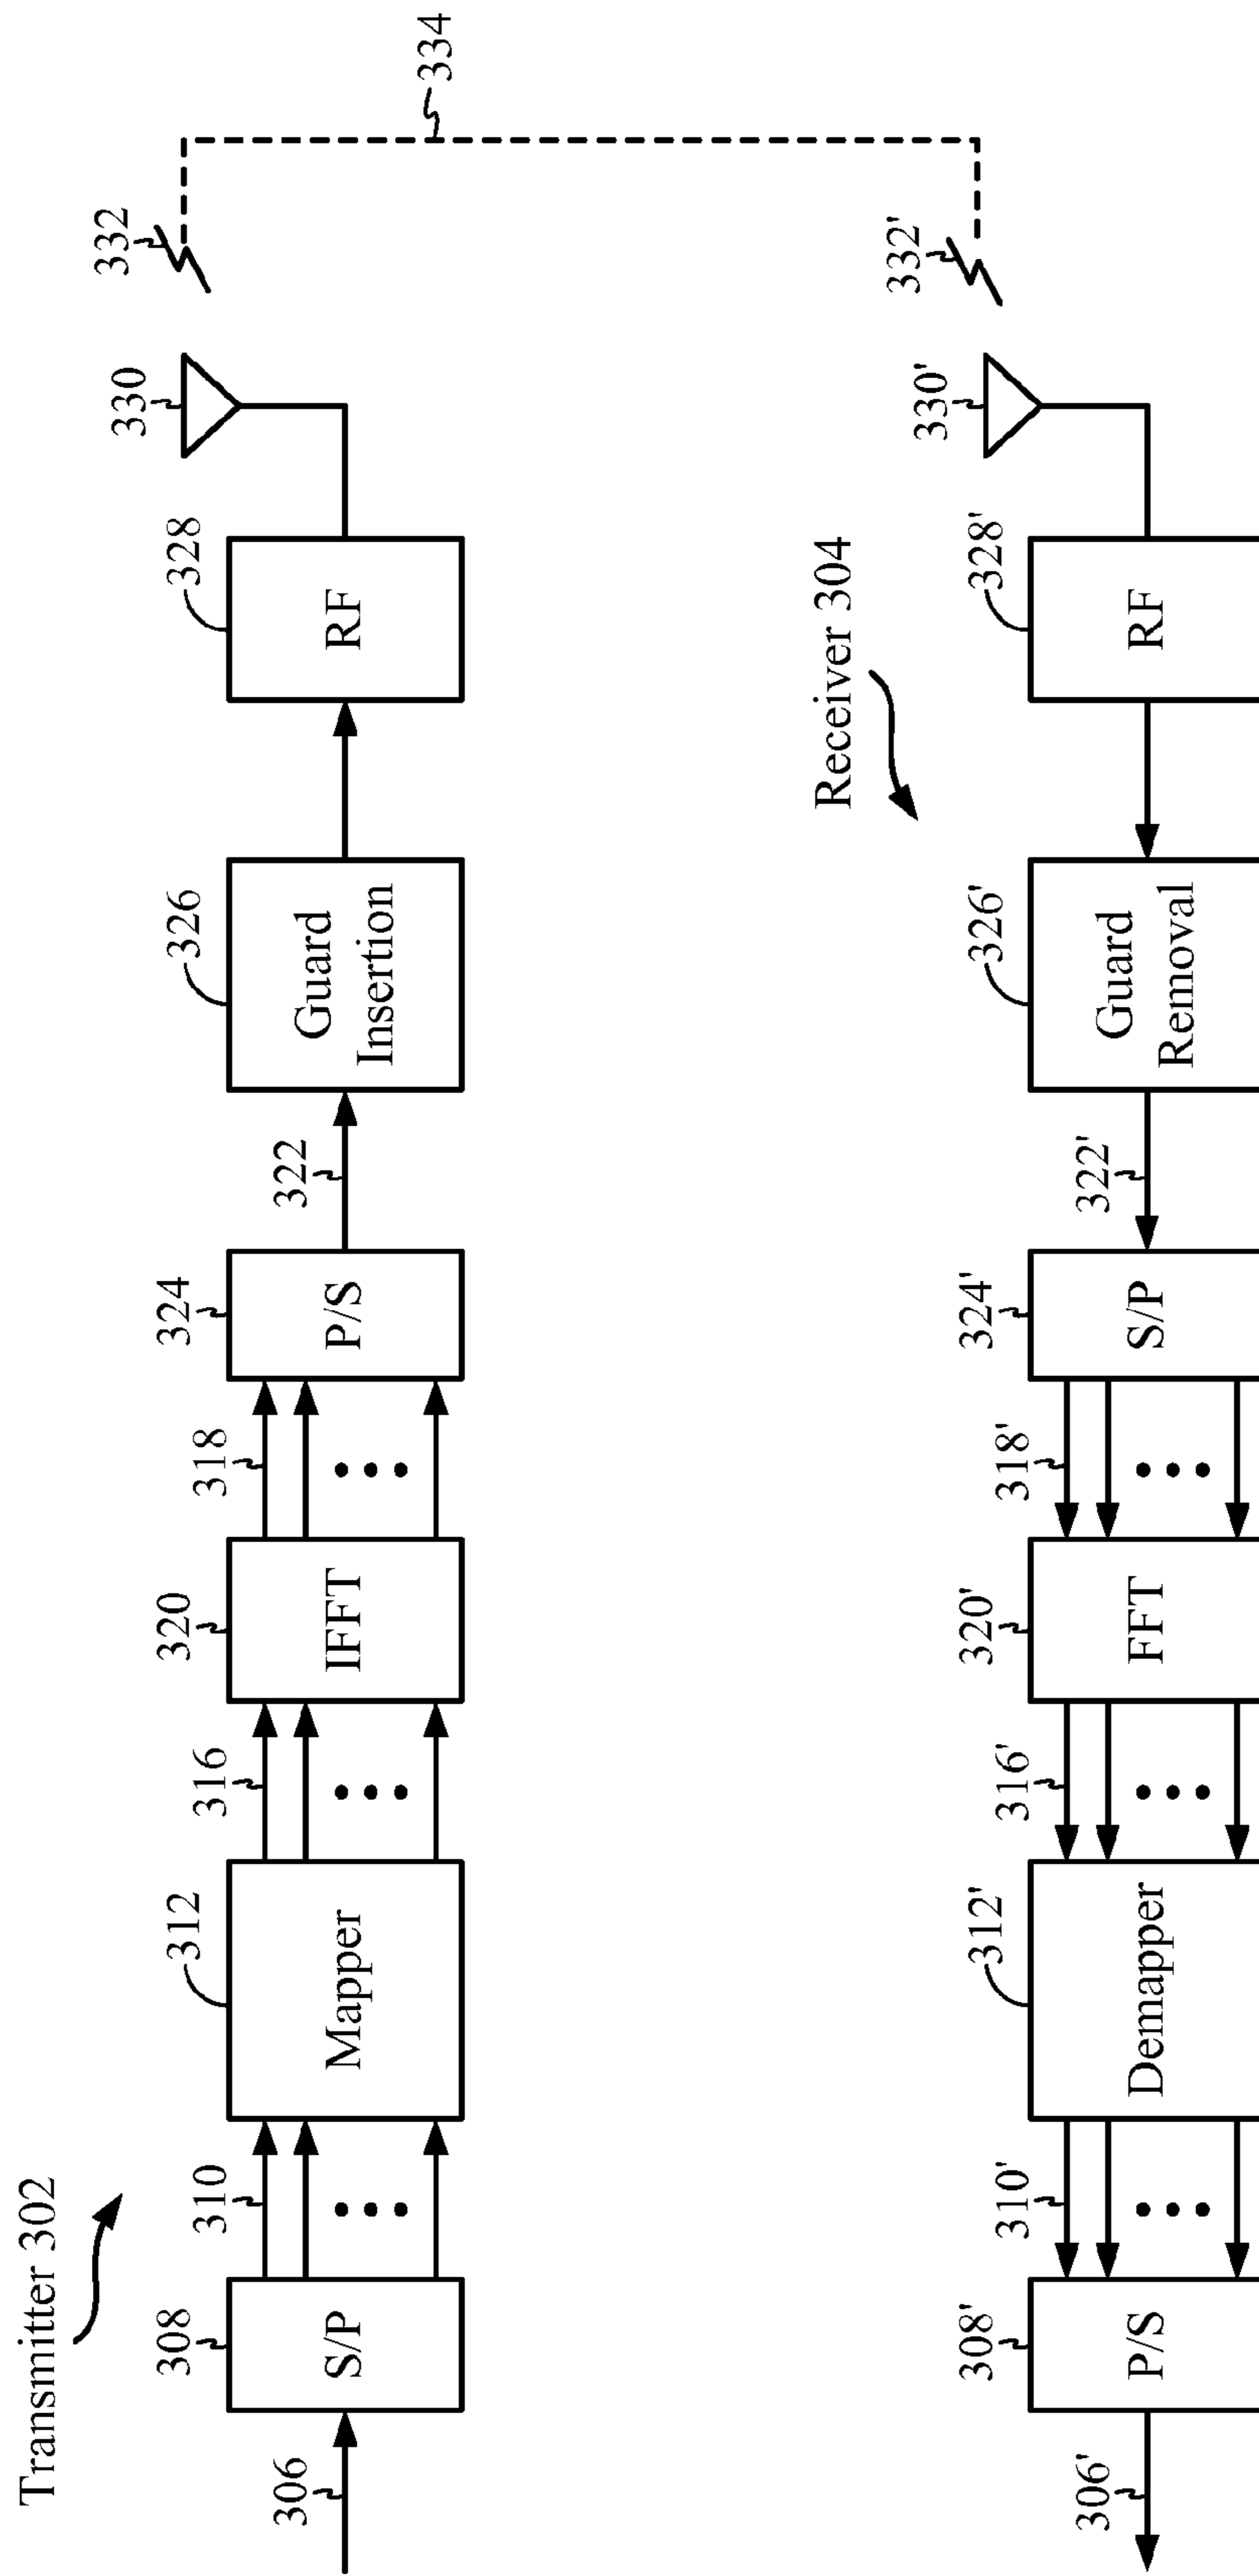 Transmitter 302
306
308
S/P
310
312
Mapper
316
320
IFFT
318
324
P/S
322
326
Guard
Insertion
328
RF
330
332
334
Receiver 304
306'
308'
P/S
310'
312'
Demapper
316'
320'
FFT
318'
324'
S/P
322'
326'
Guard
Removal
328'
RF
330'
332'